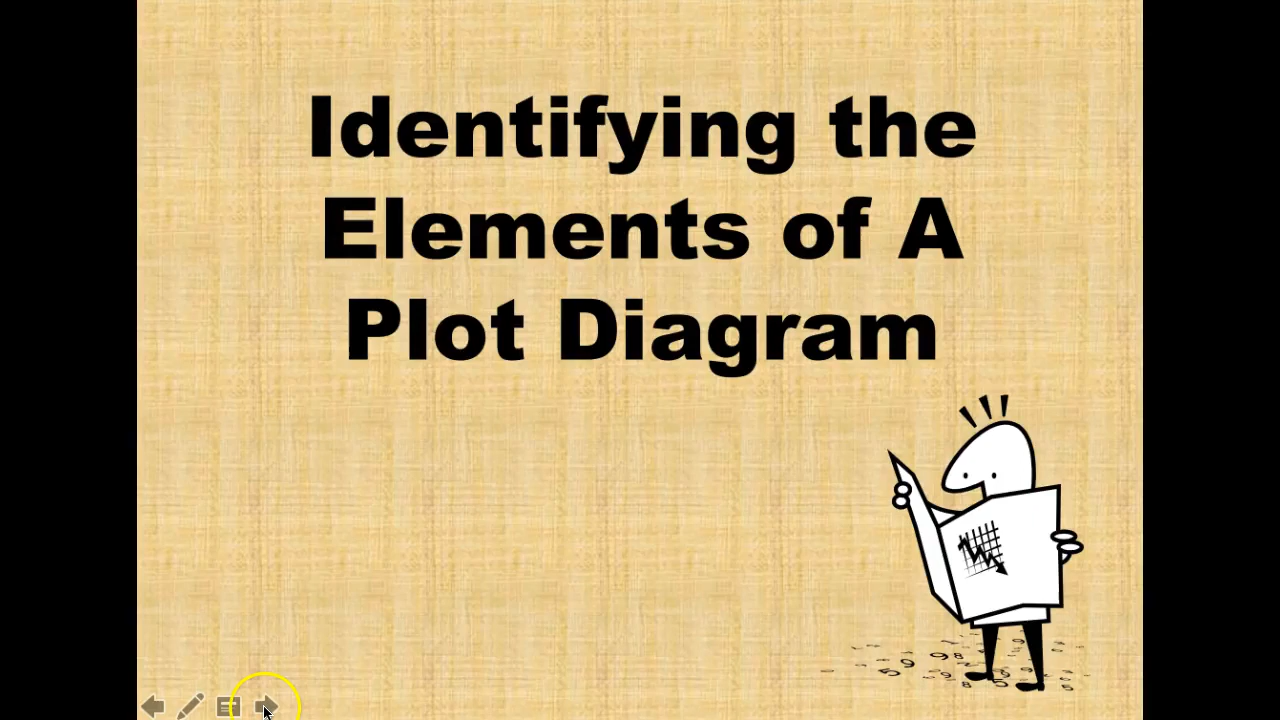 Identifying the
Elements of A
Plot Diagram